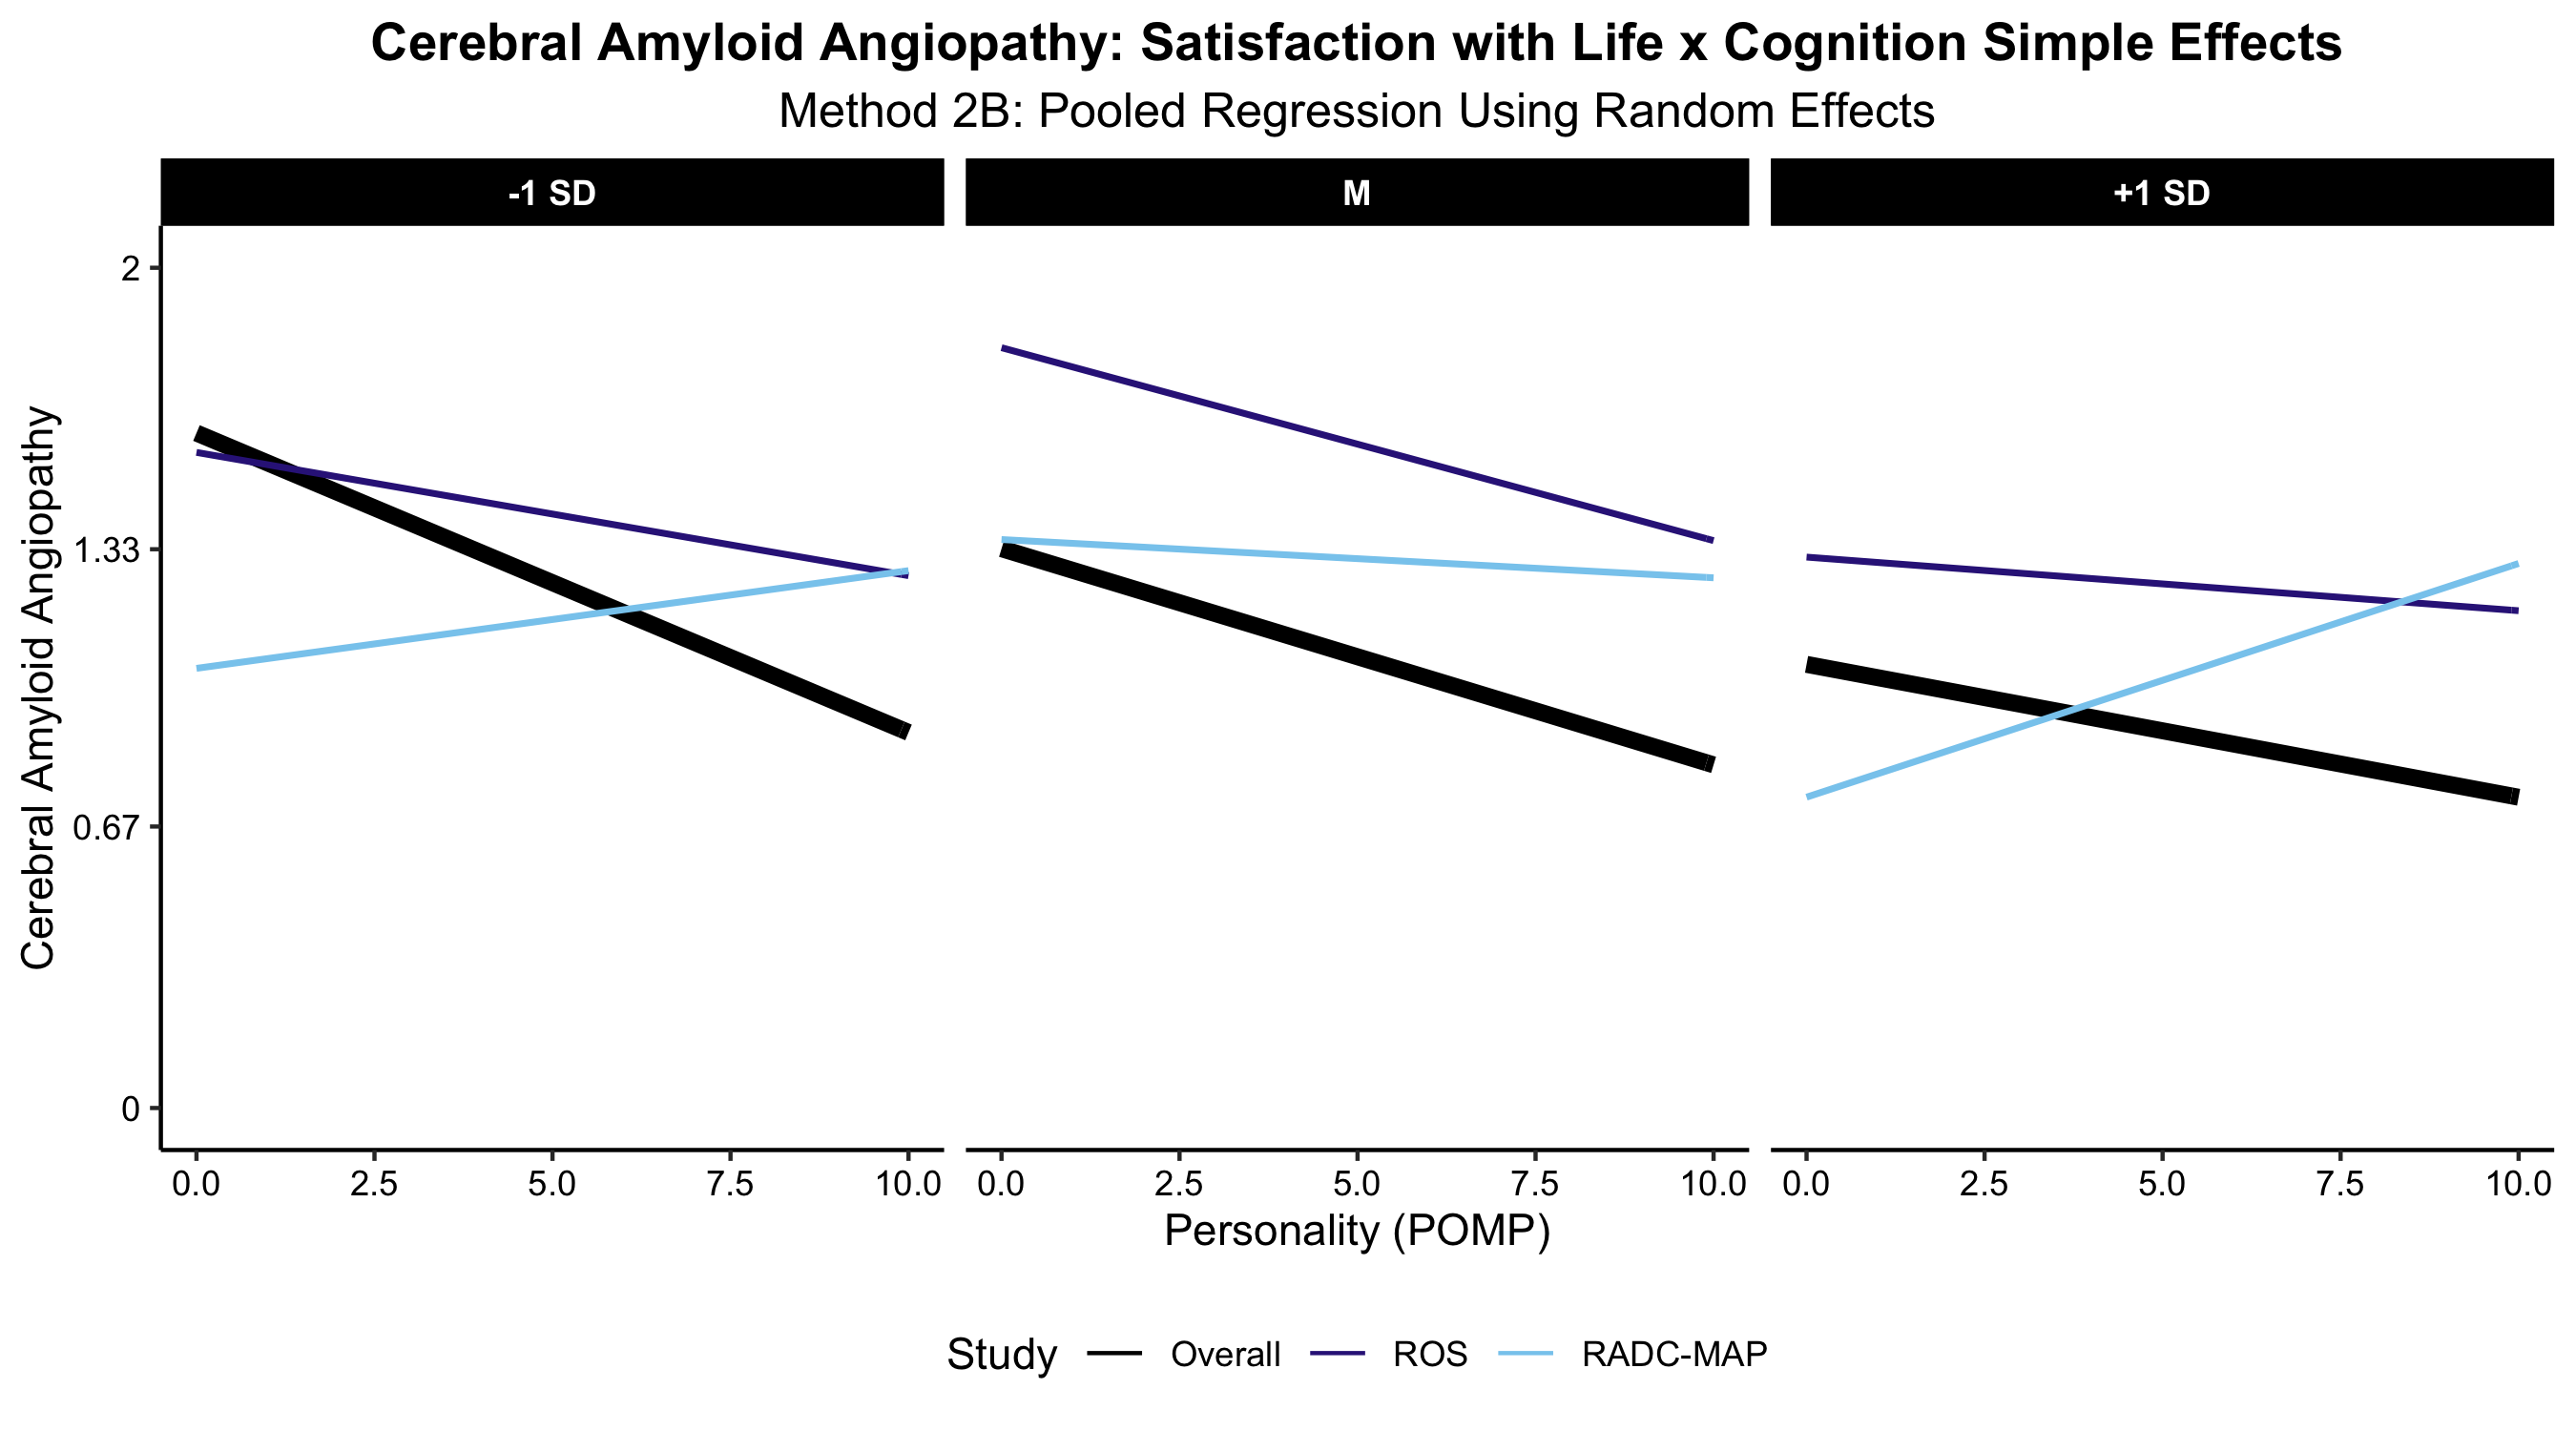 Cerebral Amyloid Angiopathy: Satisfaction with Life x Cognition Simple Effects
Method 2B: Pooled Regression Using Random Effects
-1 SD M +1 SD
Cerebral Amyloid Angiopathy
2
1.33
0.67
0
0.0 2.5 5.0 7.5 10.0 0.0 2.5 5.0 7.5 10.0 0.0 2.5 5.0 7.5 10.0
Personality (POMP)
Study Overall ROS RADC-MAP